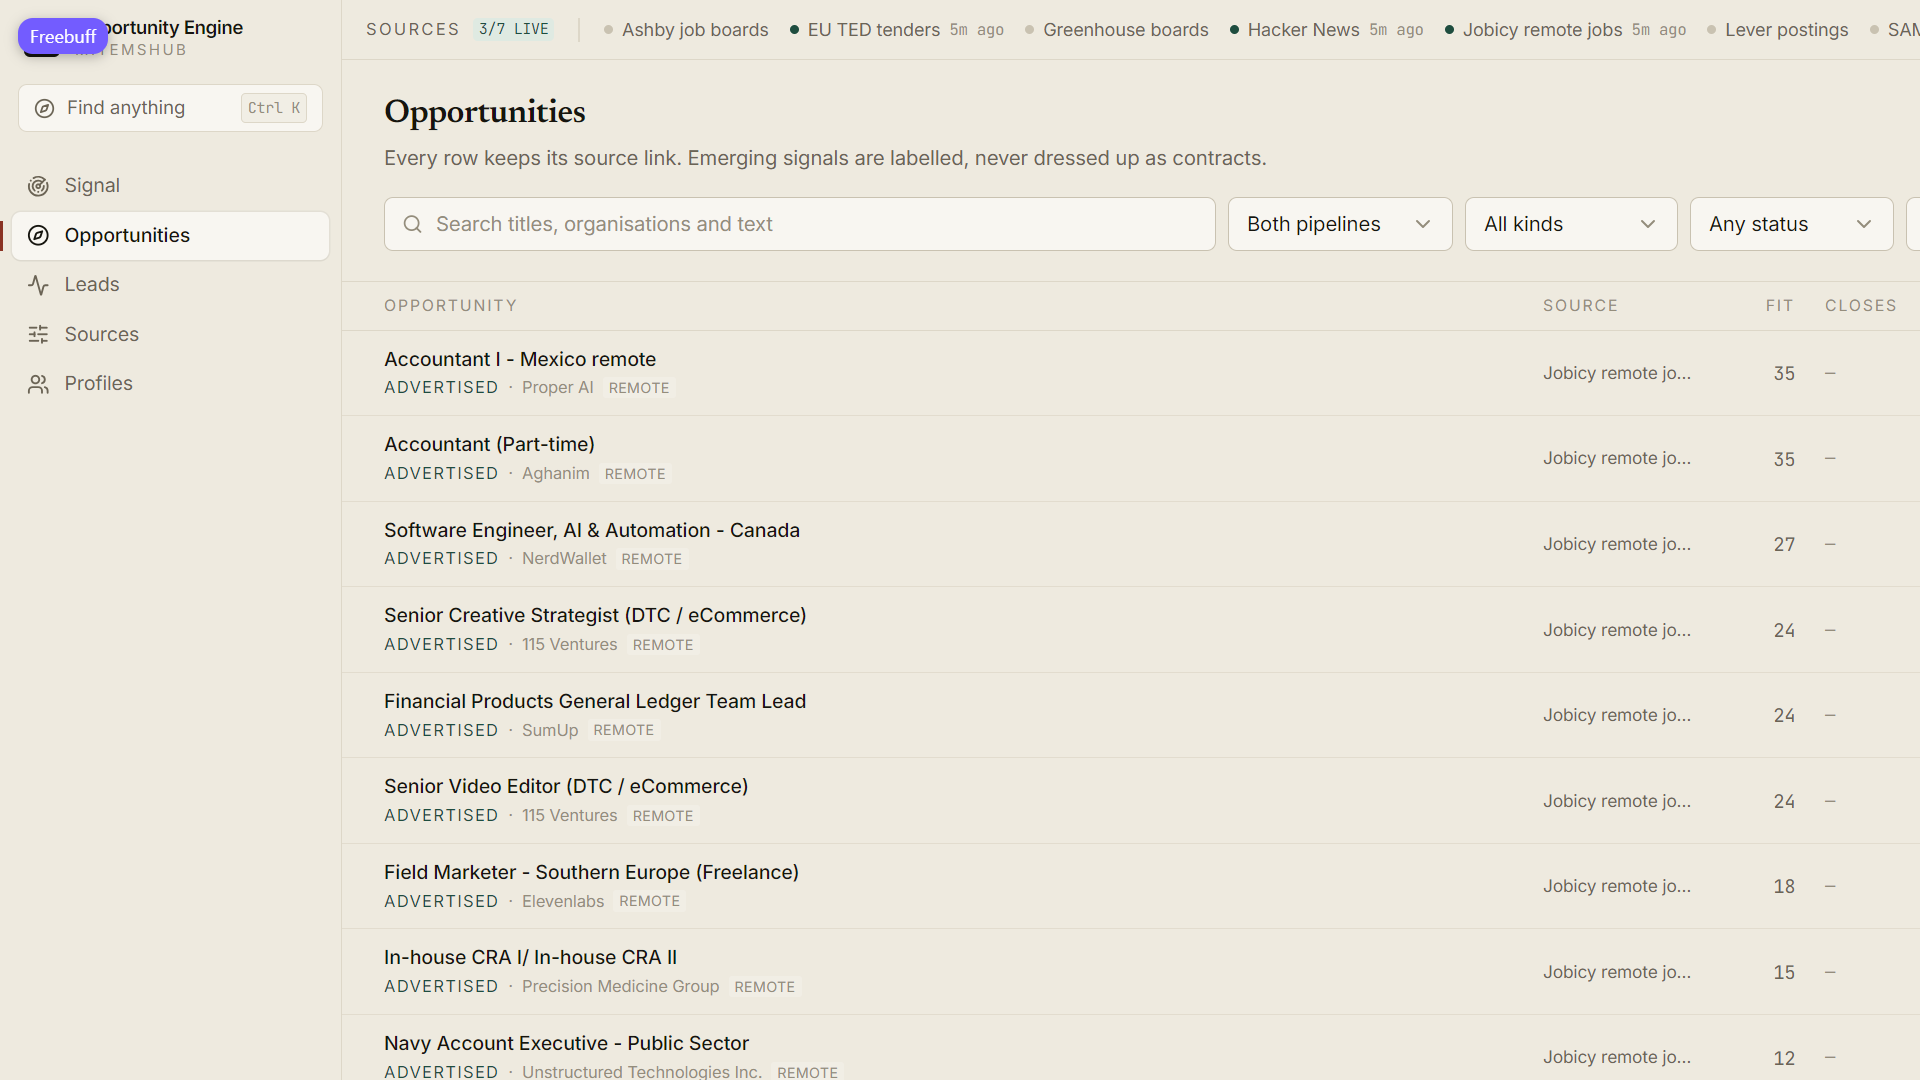 Freebuff
portunity Engine
TEMSHUB
Find anything
Ctrl K
Signal
Opportunities
Leads
Sources
Profiles
SOURCES 3/7 LIVE
Ashby job boards
EU TED tenders 5m ago
Greenhouse boards
Hacker News 5m ago
Jobicy remote jobs 5m ago
Lever postings
SAM
Opportunities
Every row keeps its source link. Emerging signals are labelled, never dressed up as contracts.
Search titles, organisations and text
Both pipelines
All kinds
Any status
OPPORTUNITY SOURCE FIT CLOSES
Accountant I - Mexico remote
ADVERTISED · Proper AI REMOTE
Jobicy remote jo... 35 –
Accountant (Part-time)
ADVERTISED · Aghanim REMOTE
Jobicy remote jo... 35 –
Software Engineer, AI & Automation - Canada
ADVERTISED · NerdWallet REMOTE
Jobicy remote jo... 27 –
Senior Creative Strategist (DTC / eCommerce)
ADVERTISED · 115 Ventures REMOTE
Jobicy remote jo... 24 –
Financial Products General Ledger Team Lead
ADVERTISED · SumUp REMOTE
Jobicy remote jo... 24 –
Senior Video Editor (DTC / eCommerce)
ADVERTISED · 115 Ventures REMOTE
Jobicy remote jo... 24 –
Field Marketer - Southern Europe (Freelance)
ADVERTISED · Elevenlabs REMOTE
Jobicy remote jo... 18 –
In-house CRA I/ In-house CRA II
ADVERTISED · Precision Medicine Group REMOTE
Jobicy remote jo... 15 –
Navy Account Executive - Public Sector
ADVERTISED · Unstructured Technologies Inc. REMOTE
Jobicy remote jo... 12 –